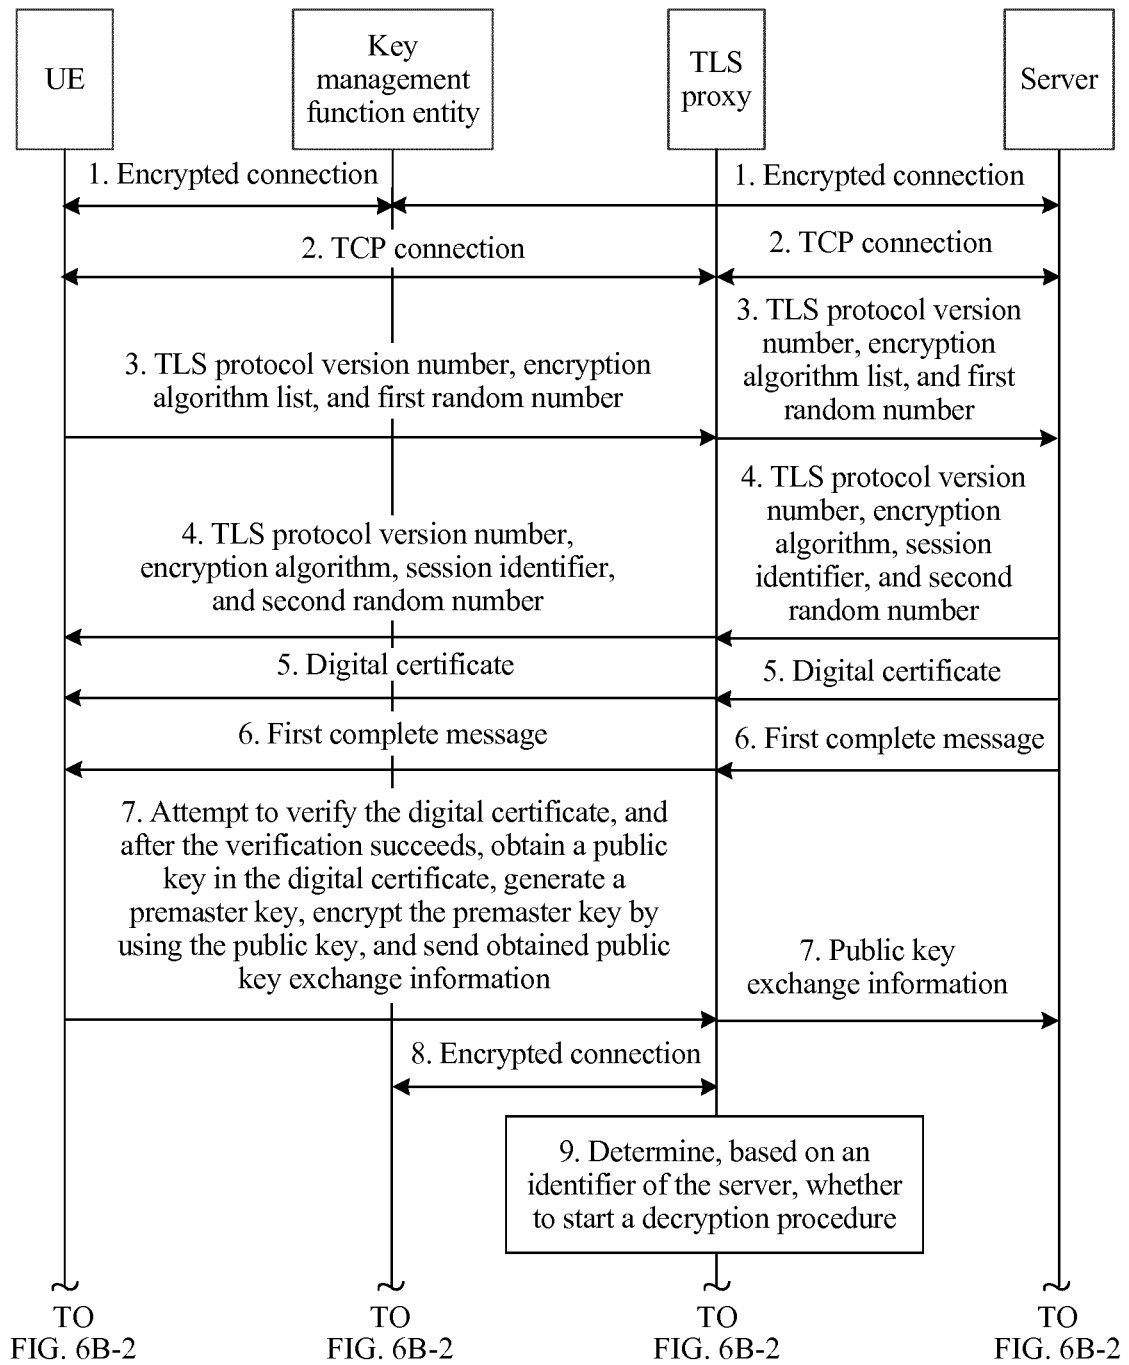 UE
Key
management
function entity
TLS
proxy
Server
1. Encrypted connection
1. Encrypted connection
2. TCP connection
2. TCP connection
3. TLS protocol version number, encryption
algorithm list, and first random number
3. TLS protocol version
number, encryption
algorithm list, and first
random number
4. TLS protocol version number,
encryption algorithm, session identifier,
and second random number
4. TLS protocol version
number, encryption
algorithm, session
identifier, and second
random number
5. Digital certificate
5. Digital certificate
6. First complete message
6. First complete message
7. Attempt to verify the digital certificate, and
after the verification succeeds, obtain a public
key in the digital certificate, generate a
premaster key, encrypt the premaster key by
using the public key, and send obtained public
key exchange information
7. Public key
exchange information
8. Encrypted connection
9. Determine, based on an
identifier of the server, whether
to start a decryption procedure
TO
FIG. 6B-2
TO
FIG. 6B-2
TO
FIG. 6B-2
TO
FIG. 6B-2